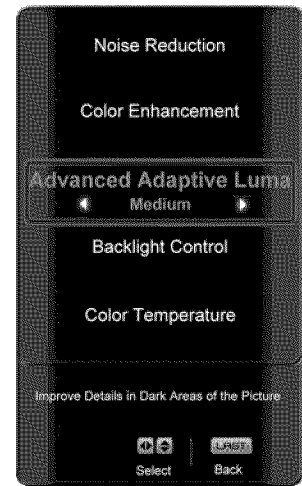 Noise Reduction
Color Enhancement
Advanced Adaptive Luma
Medium
Backlight Control
Color Temperature
Improve Details in Dark Areas of the Picture
LAST
Select Back